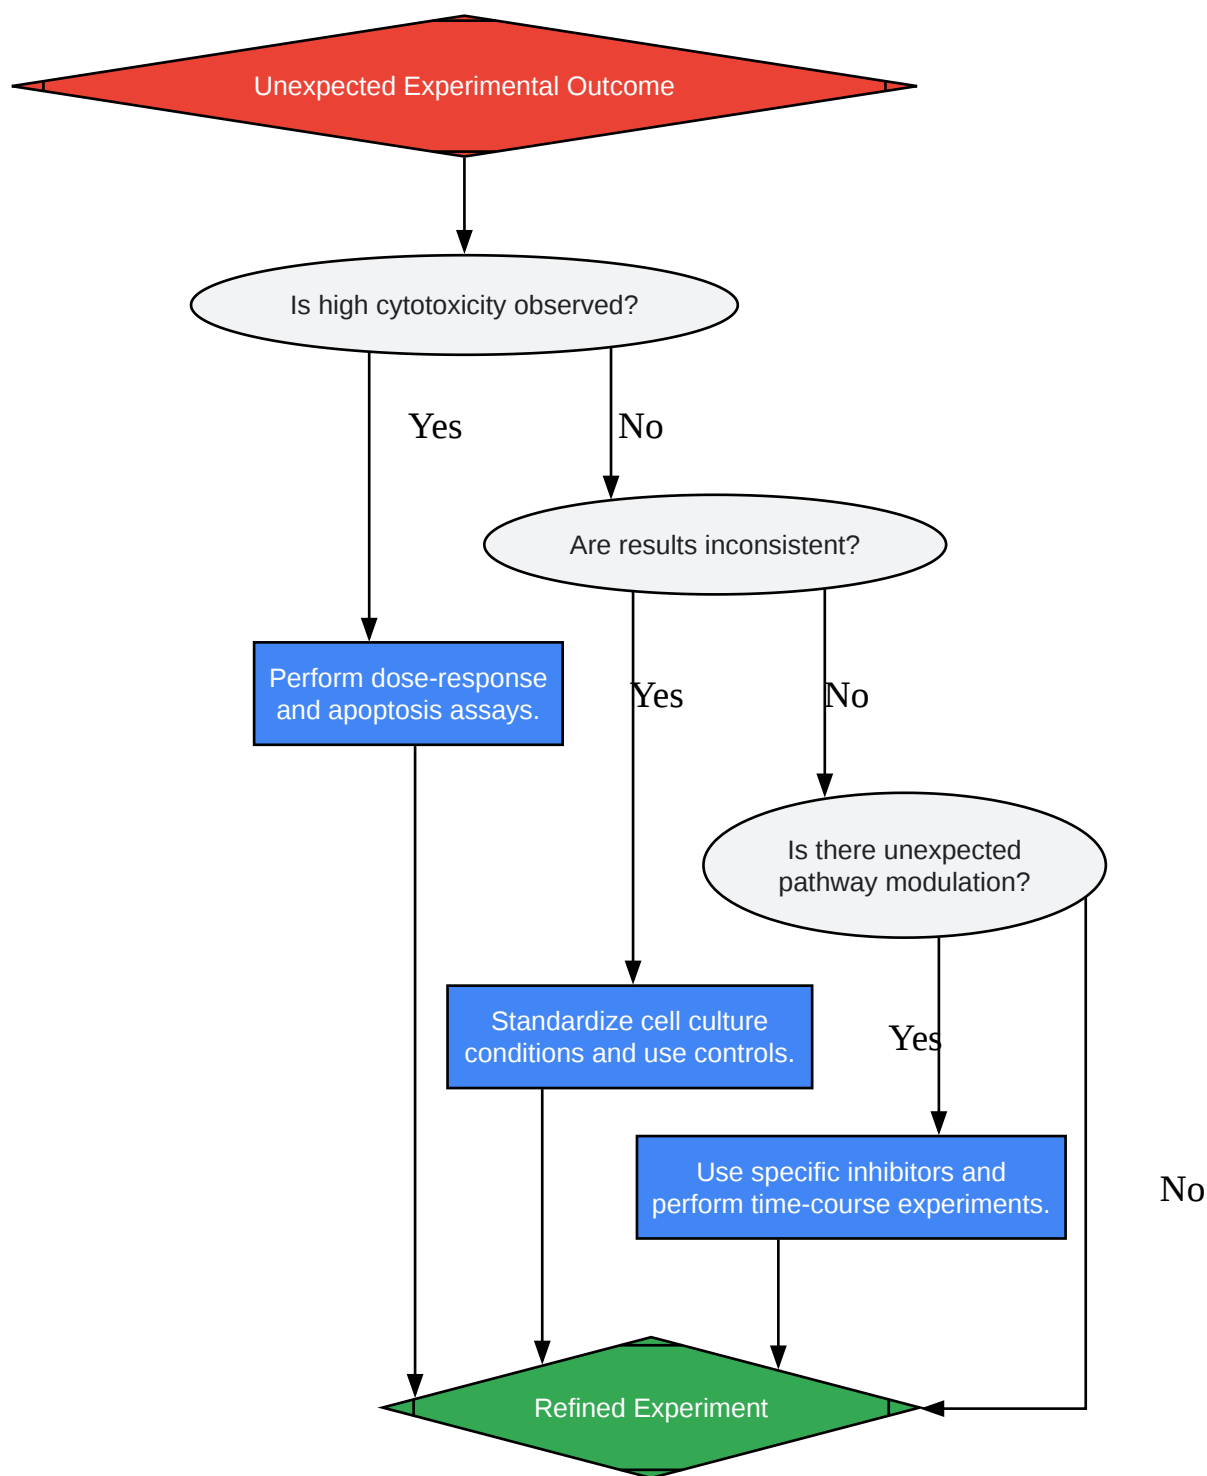 Unexpected Experimental Outcome
Is high cytotoxicity observed?
Yes
No
Are results inconsistent?
Perform dose-response
and apoptosis assays.
Yes
No
Is there unexpected
pathway modulation?
Standardize cell culture
conditions and use controls.
Yes
Use specific inhibitors and
perform time-course experiments.
No
Refined Experiment